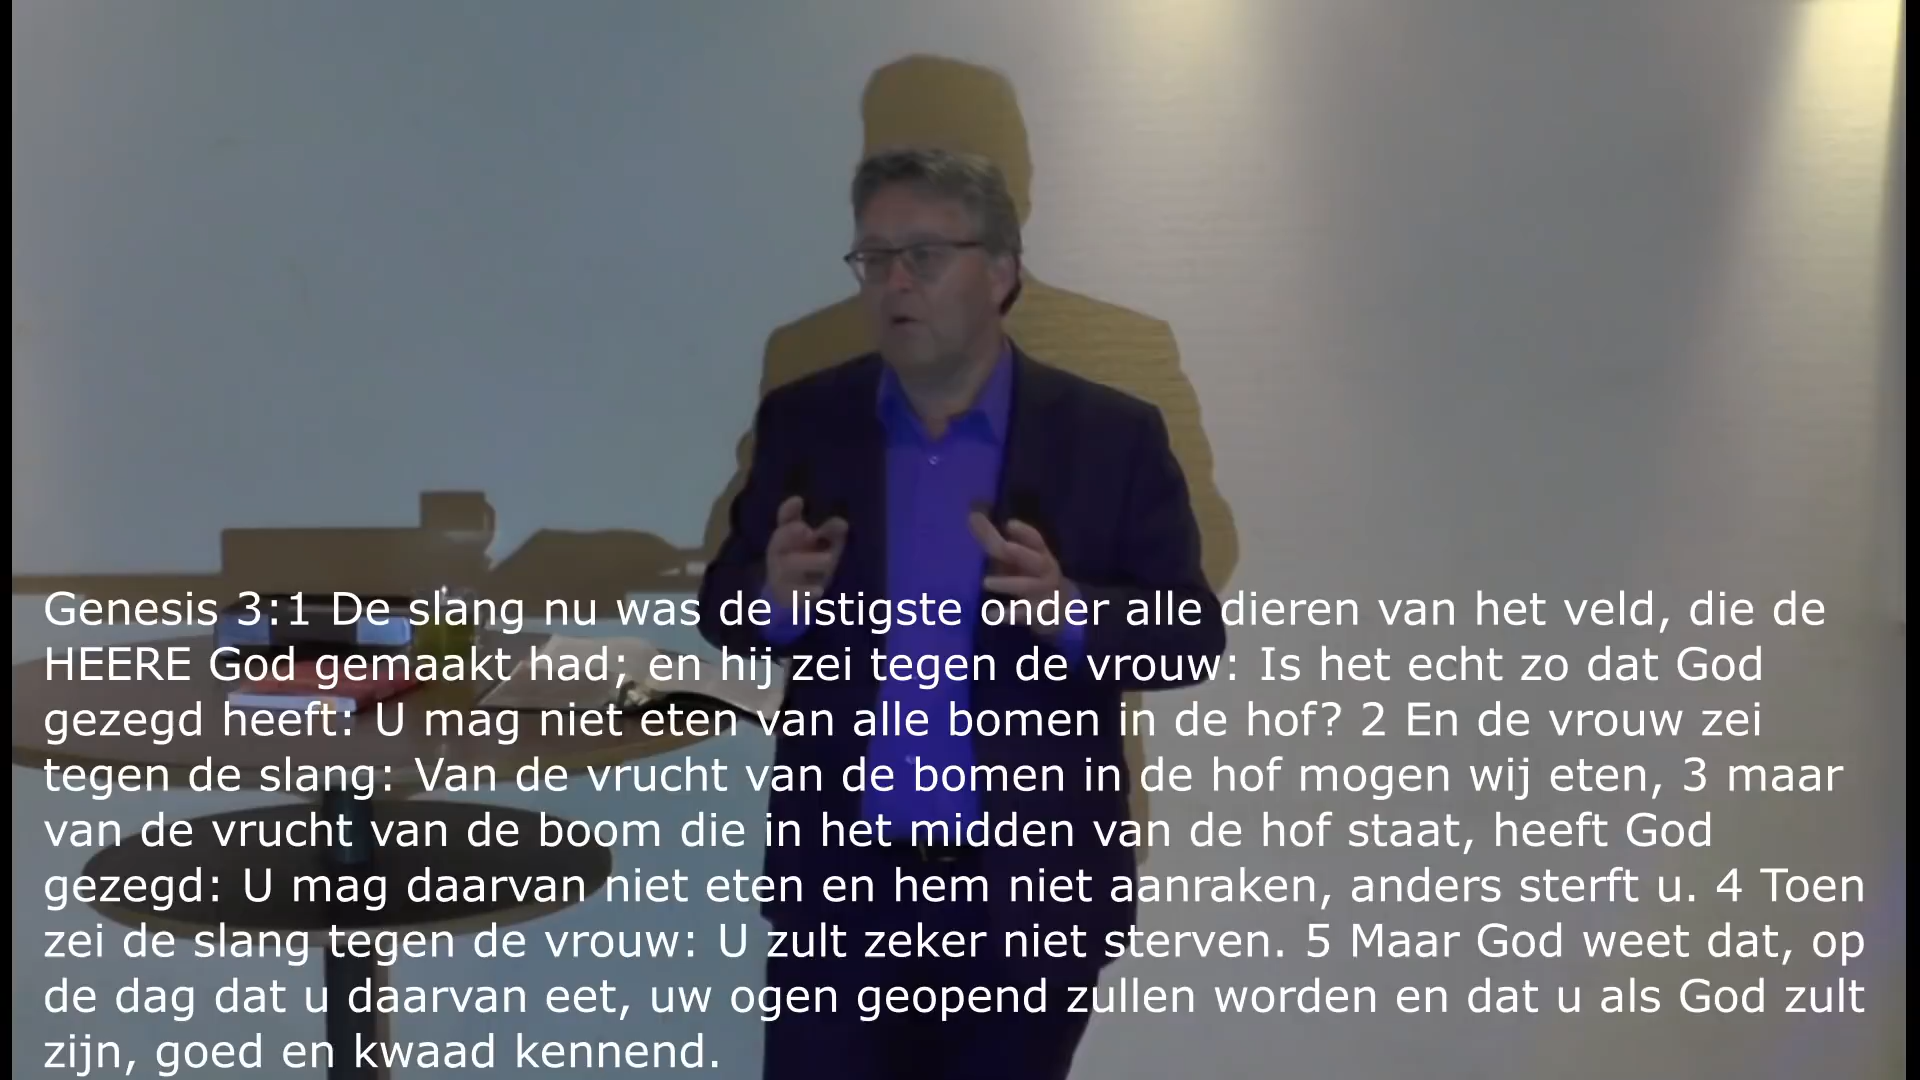 Genesis 3:1 De slang nu was de listigste onder alle dieren van het veld, die de
HEERE God gemaakt had; en hij zei tegen de vrouw: Is het echt zo dat God
gezegd heeft: U mag niet eten van alle bomen in de hof? 2 En de vrouw zei
tegen de slang: Van de vrucht van de bomen in de hof mogen wij eten, 3 maar
van de vrucht van de boom die in het midden van de hof staat, heeft God
gezegd: U mag daarvan niet eten en hem niet aanraken, anders sterft u. 4 Toen
zei de slang tegen de vrouw: U zult zeker niet sterven. 5 Maar God weet dat, op
de dag dat u daarvan eet, uw ogen geopend zullen worden en dat u als God zult
zijn, goed en kwaad kennend.